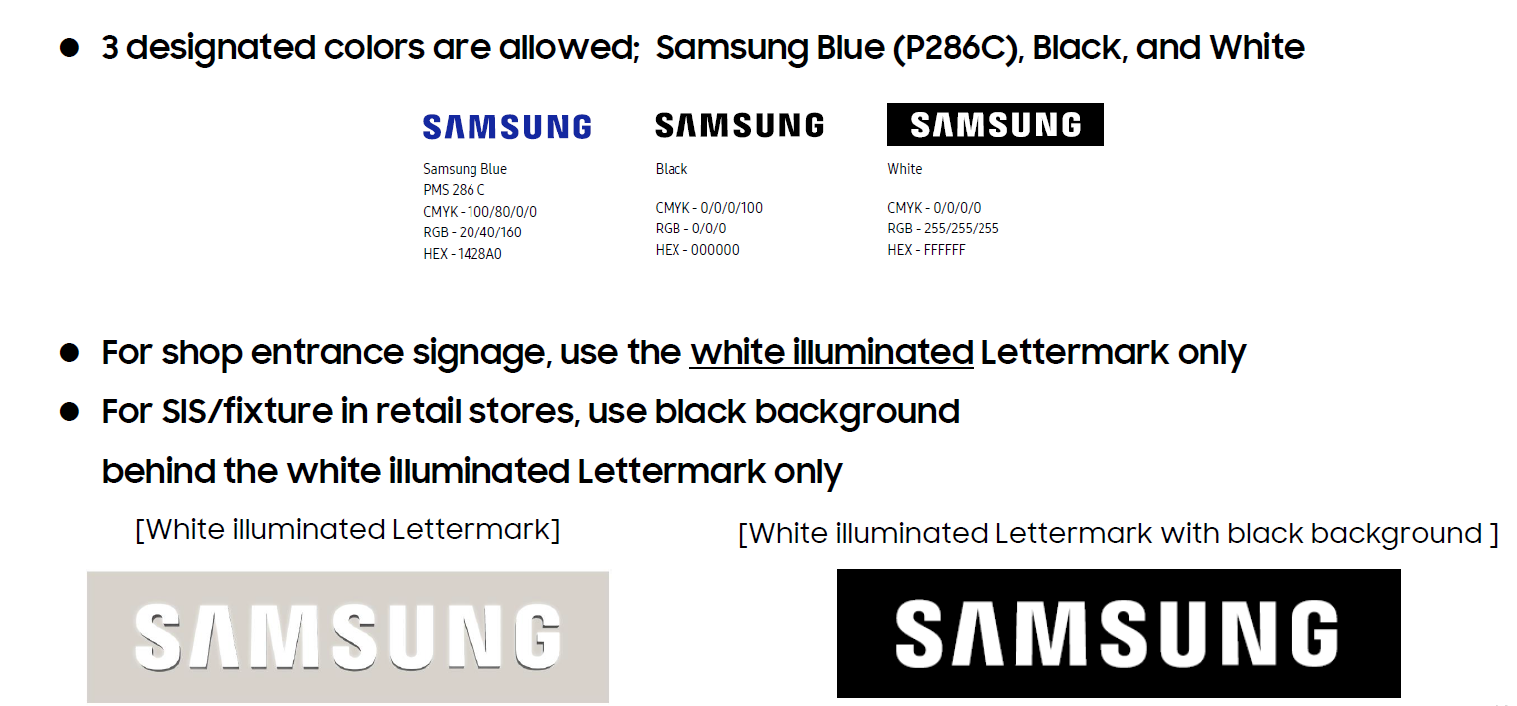 ● 3 designated colors are allowed; Samsung Blue (P286C), Black, and White
SAMSUNG SAMSUNG SAMSUNG
Samsung Blue
PMS 286 C
CMYK - 100/80/0/0
RGB - 20/40/160
HEX - 1428A0
Black
CMYK - 0/0/0/100
RGB - 0/0/0
HEX - 000000
White
CMYK - 0/0/0/0
RGB - 255/255/255
HEX - FFFFFF
● For shop entrance signage, use the white illuminated Lettermark only
● For SIS/fixture in retail stores, use black background
behind the white illuminated Lettermark only
[White illuminated Lettermark]
[White illuminated Lettermark with black background ]
SAMSUNG
SAMSUNG